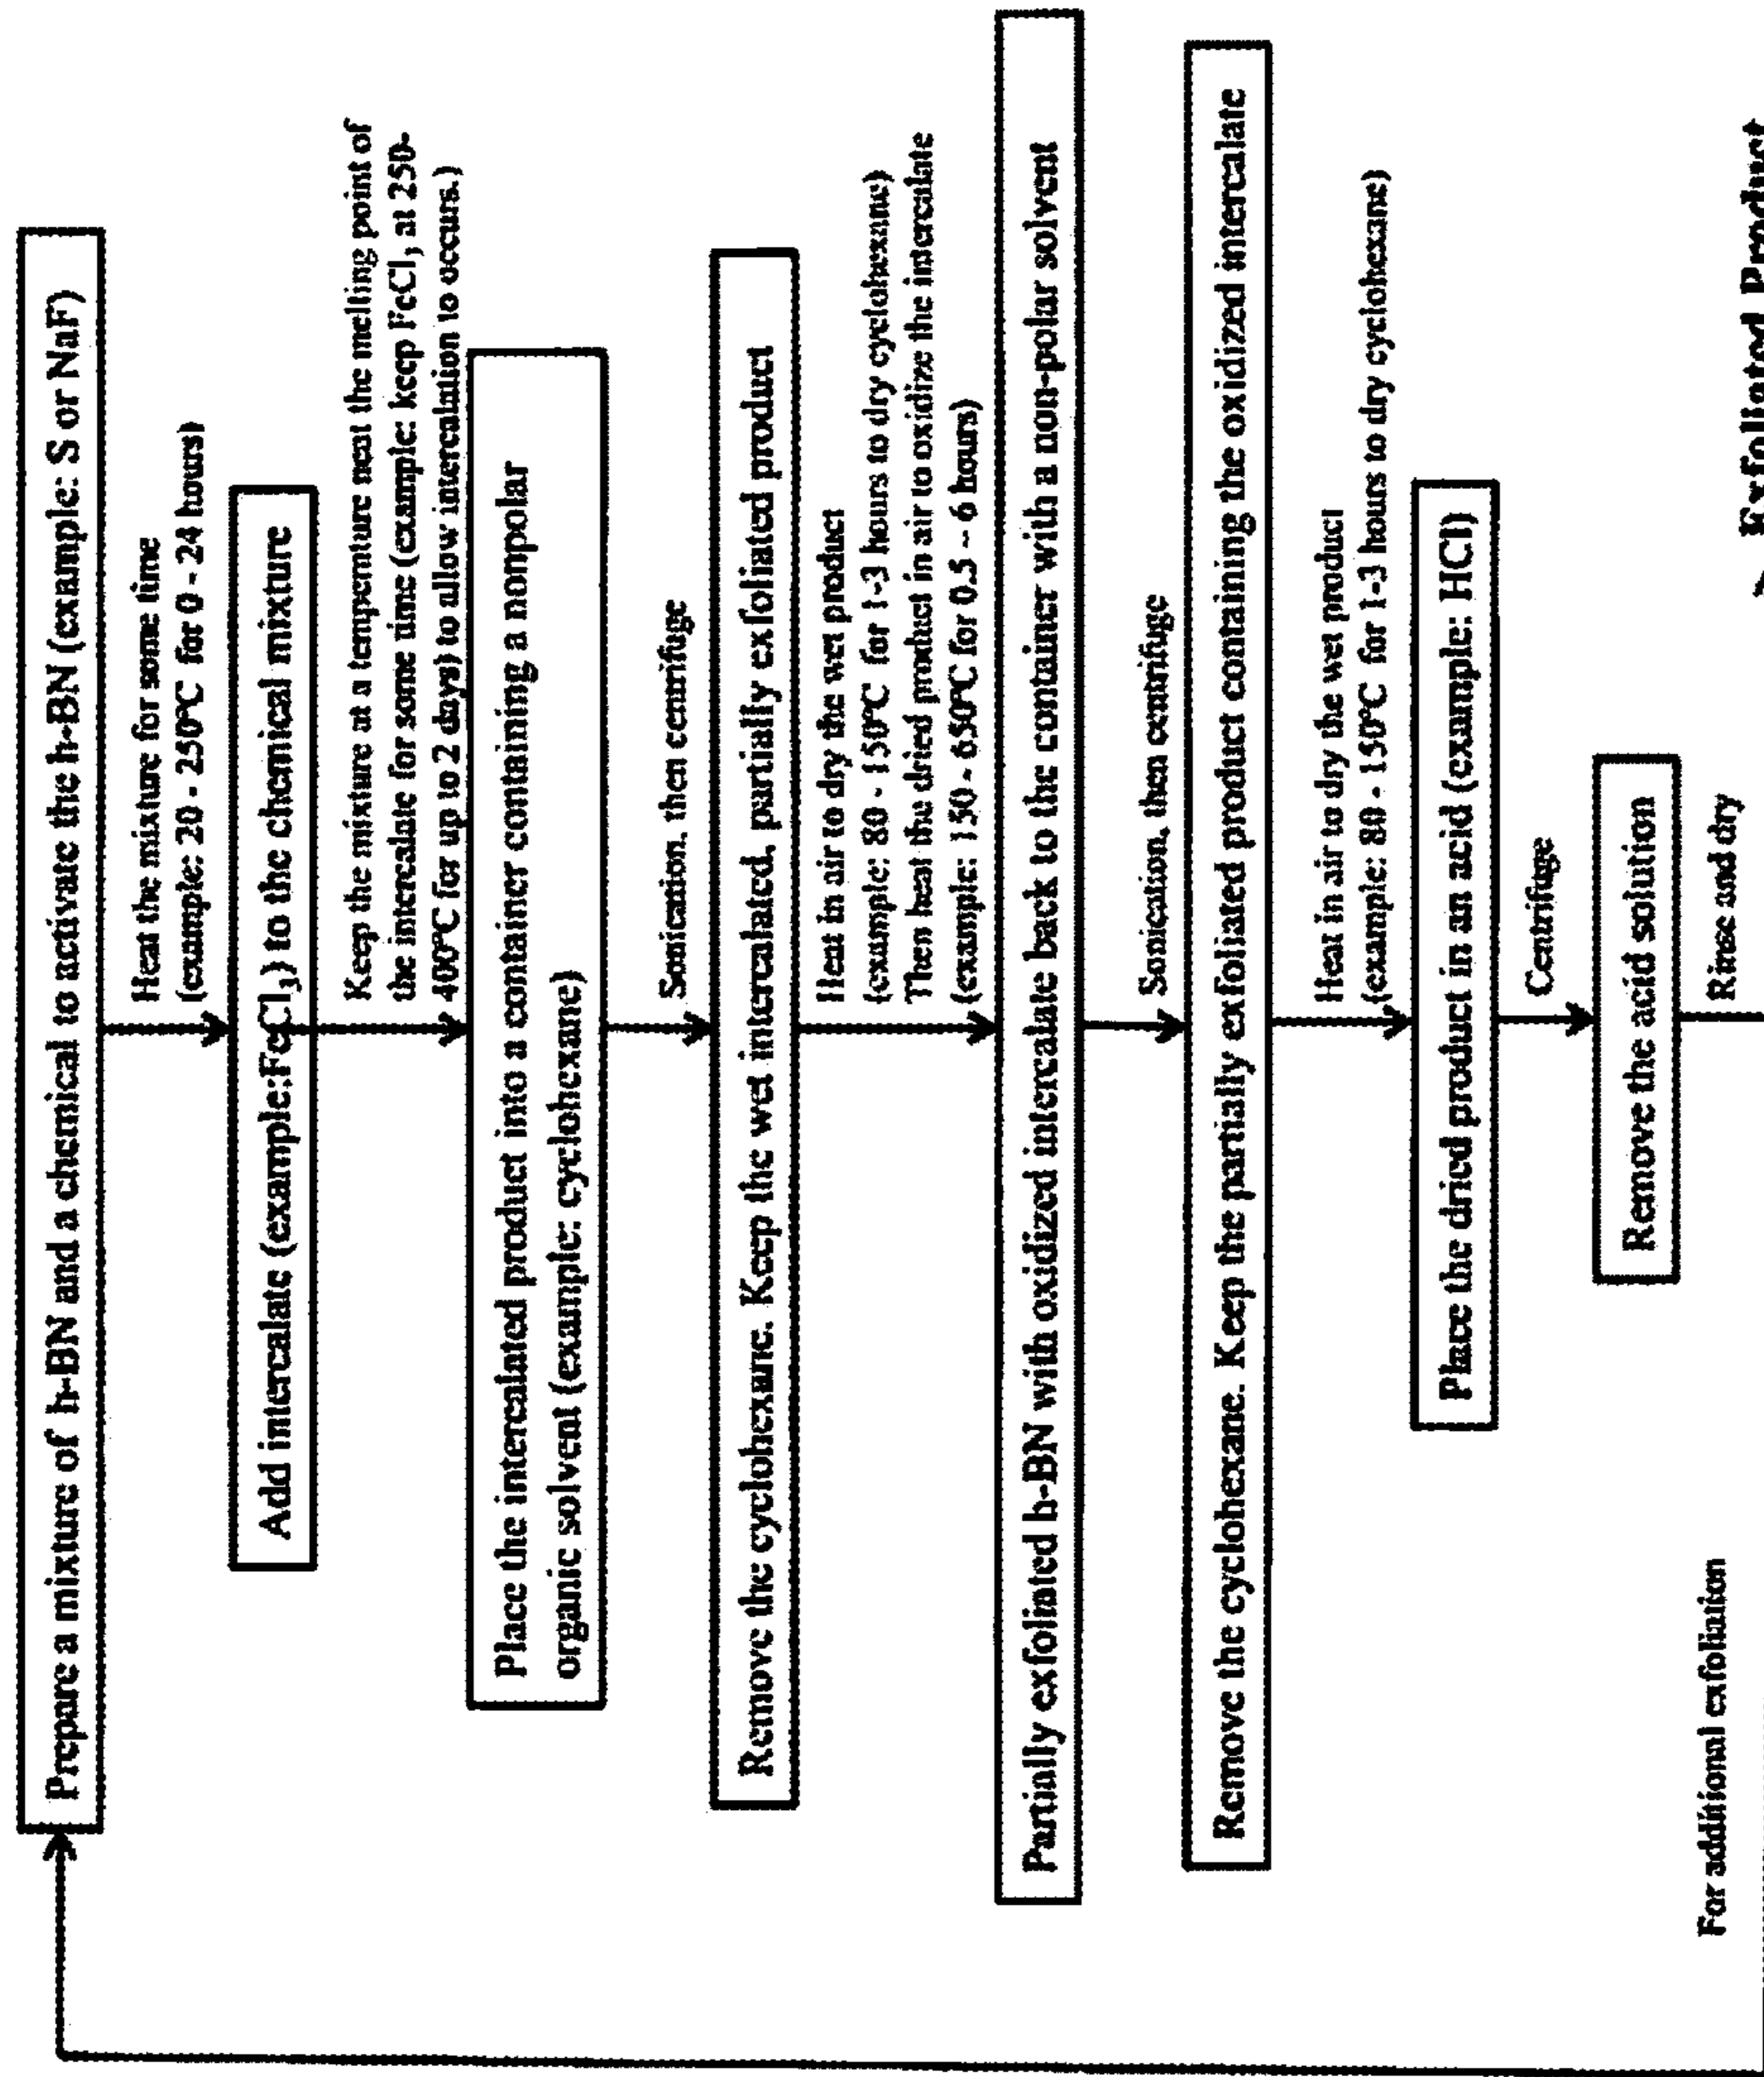 Prepare a mixture of h-BN and a chemical to activate the h-BN (example: S or NaF)
Heat the mixture for some time
(example: 20 - 250ºC for 0 - 24 hours)
Add intercalate (example:FeCl₃) to the chemical mixture
Keep the mixture at a temperature neat the melting point of
the intercalate for some time (example: keep FeCl₃ at 250-
400ºC for up to 2 days) to allow intercalation to occurs.)
Place the intercalated product into a container containing a nonpolar
organic solvent (example: cyclohexane)
Sonication. then centrifuge
Remove the cyclohexane. Keep the wet intercalated, partially exfoliated product
Heat in air to dry the wet product
(example: 80 - 150ºC for 1-3 hours to dry cyclohexane)
Then heat the dried product in air to oxidize the intercalate
(example: 150 - 650ºC for 0.5 – 6 hours)
Partially exfoliated h-BN with oxidized intercalate back to the container with a non-polar solvent
Sonication, then centrifuge
Remove the cyclohexane. Keep the partially exfoliated product containing the oxidized intercalate
Heat in air to dry the wet product
(example: 80 - 150ºC for 1-3 hours to dry cyclohexane)
Place the dried product in an acid (example: HCl)
Centrifuge
Remove the acid solution
Rinse and dry
For additional exfoliation
Exfoliated Product